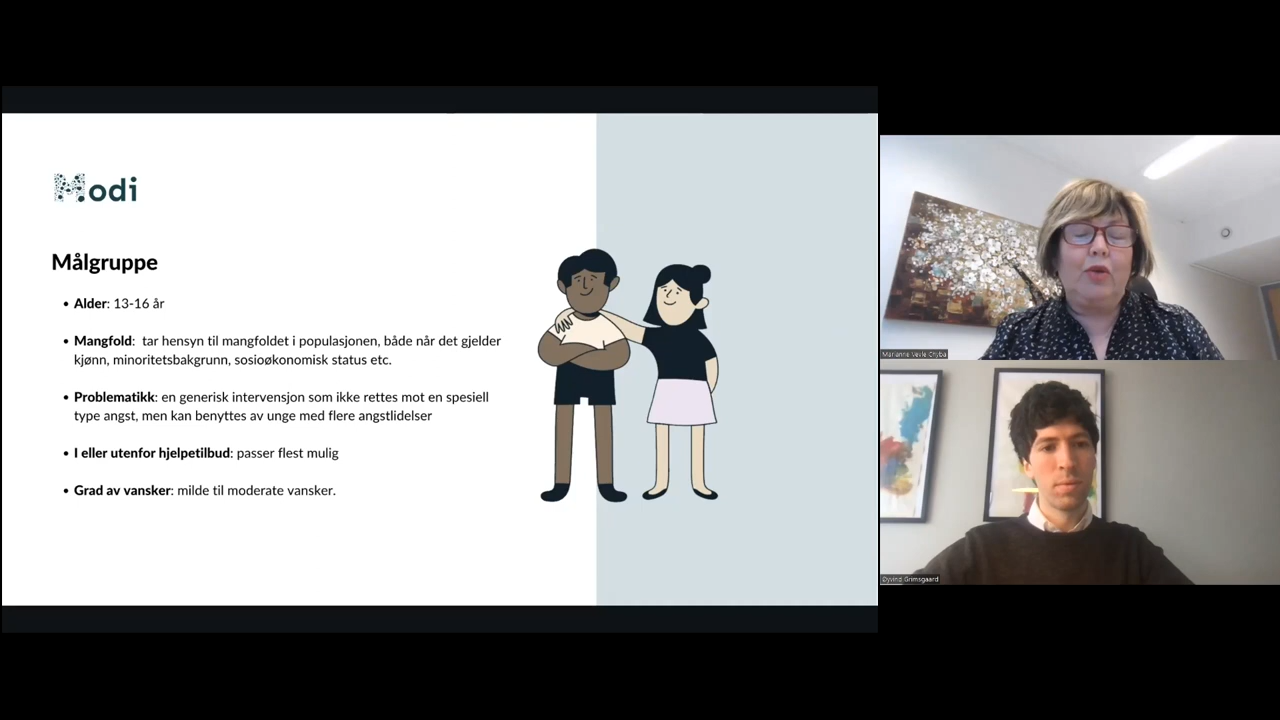 Modi
Målgruppe
• Alder: 13-16 år
• Mangfold:  tar hensyn til mangfoldet i populasjonen, både når det gjelder
kjønn, minoritetsbakgrunn, sosioøkonomisk status etc.
• Problematikk: en generisk intervensjon som ikke rettes mot en spesiell
type angst, men kan benyttes av unge med flere angstlidelser
• I eller utenfor hjelpetilbud: passer flest mulig
• Grad av vansker: milde til moderate vansker.
Marianne Vexle Chyba
Øyvind Grimsgaard